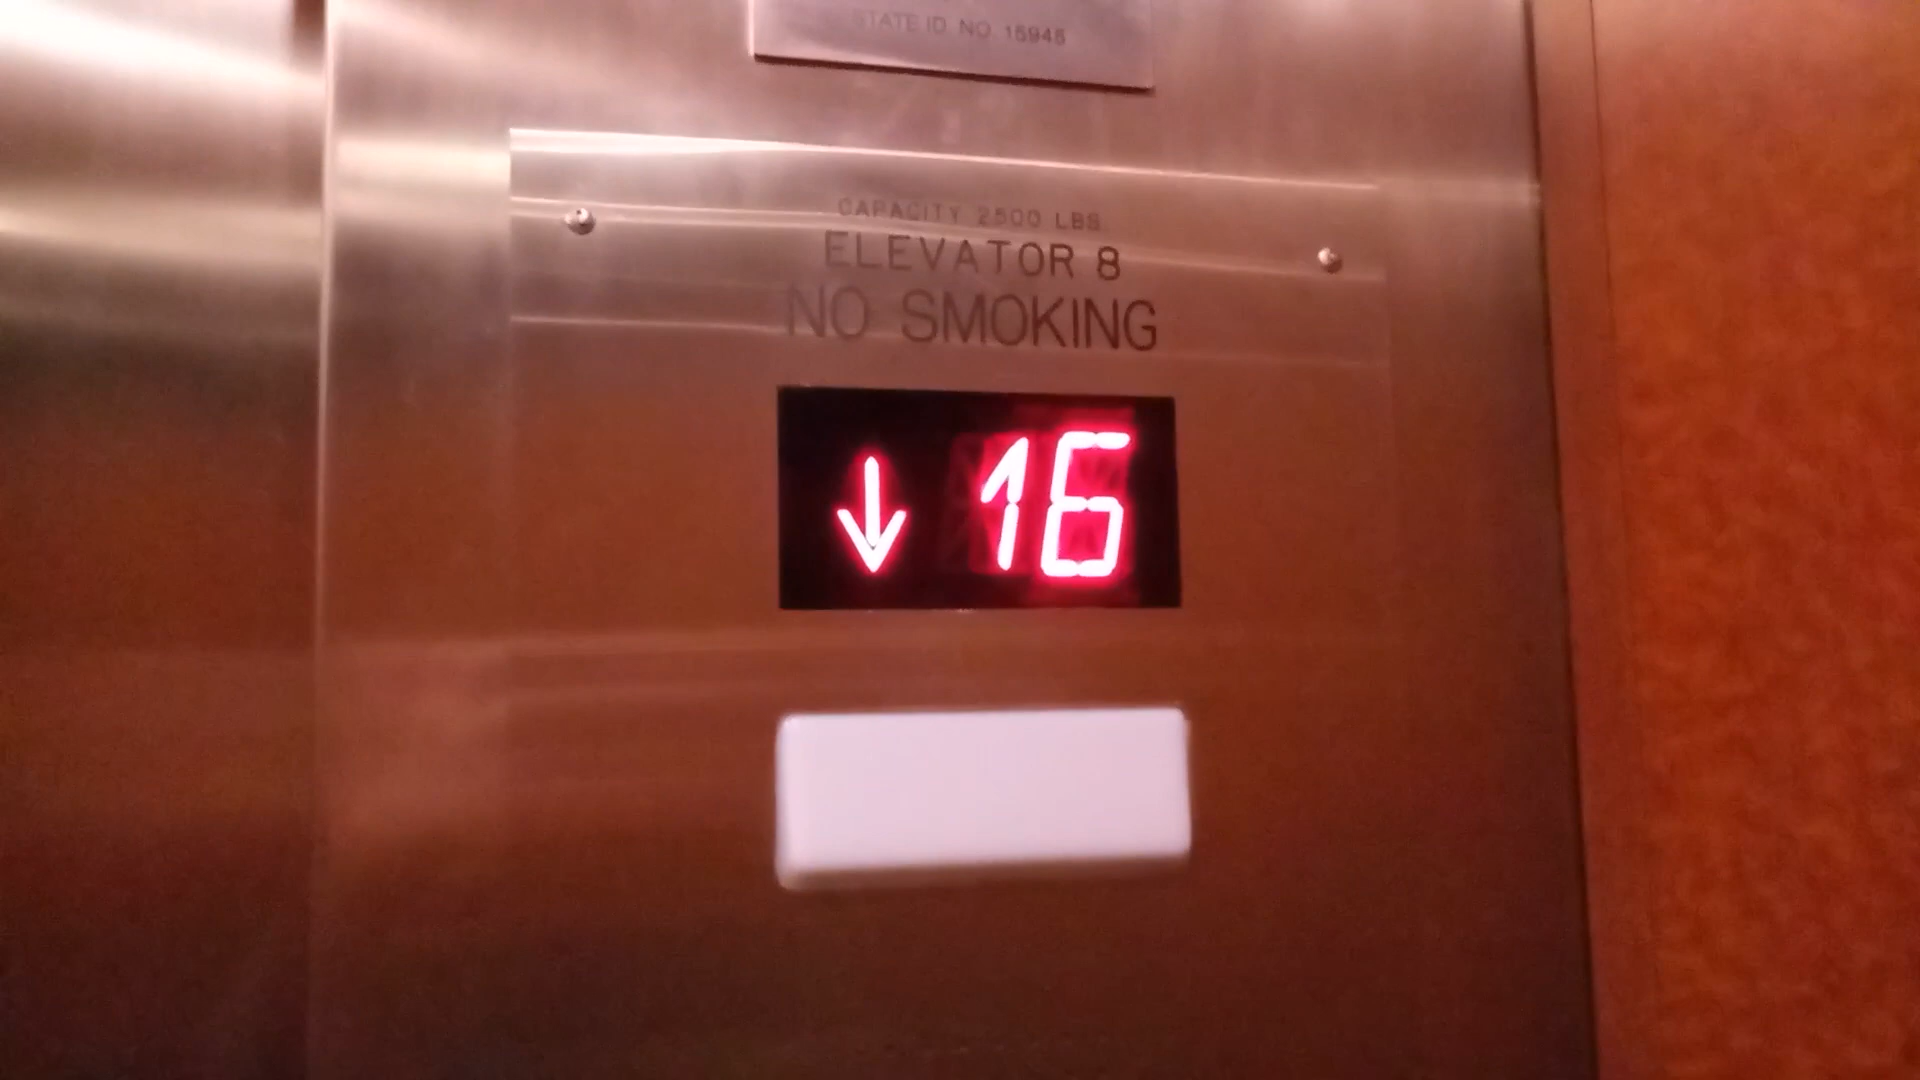 STATE ID NO 15945
CAPACITY 2500 LBS.
ELEVATOR 8
NO SMOKING
↓ 16